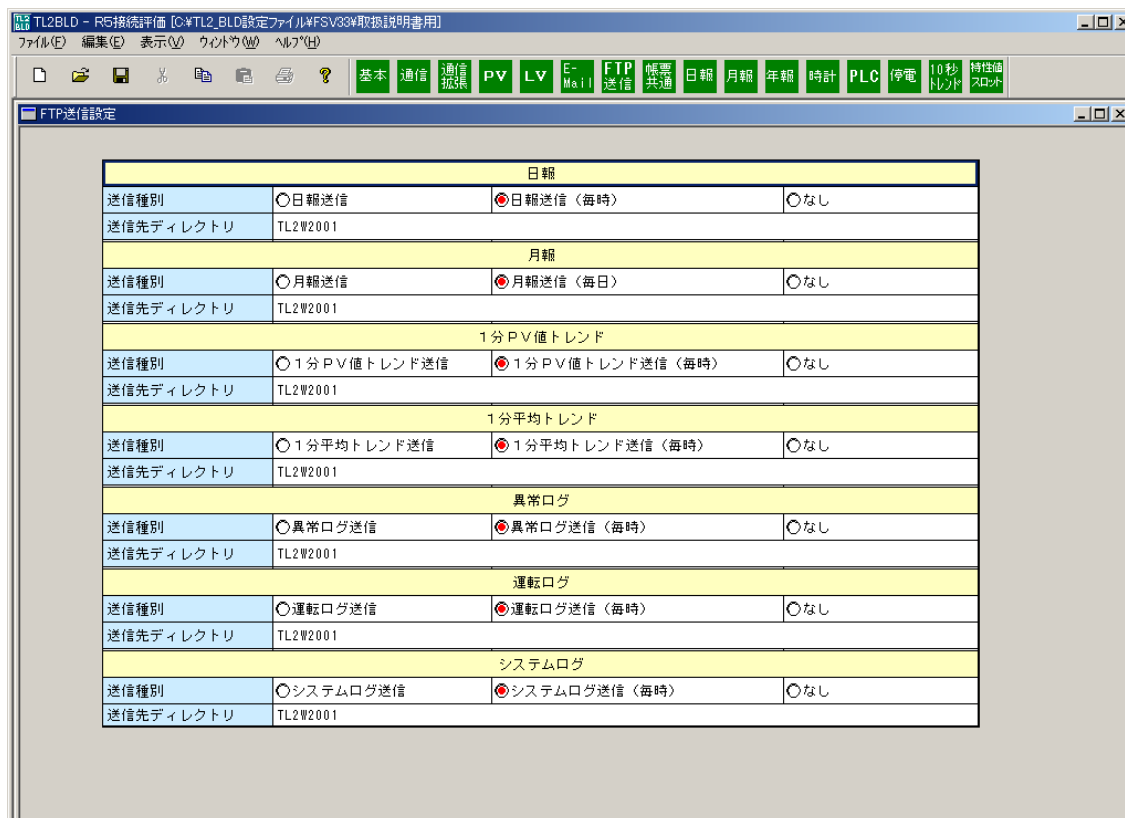 TL2BLD - R5接続評価 [C:¥TL2_BLD設定ファイル¥FSV33¥取扱説明書用]
ファイル(F) 編集(E) 表示(V) ウィンドウ(W) ヘルプ(H)
基本 通信 通信拡張 PV LV E-Mail FTP送信 帳票共通 日報 月報 年報 時計 PLC 停電 10秒トレンド 特性値スロット
FTP送信設定
日報
送信種別 日報送信 日報送信（毎時） なし
送信先ディレクトリ TL2W2001
月報
送信種別 月報送信 月報送信（毎日） なし
送信先ディレクトリ TL2W2001
１分ＰＶ値トレンド
送信種別 １分ＰＶ値トレンド送信 １分ＰＶ値トレンド送信（毎時） なし
送信先ディレクトリ TL2W2001
１分平均トレンド
送信種別 １分平均トレンド送信 １分平均トレンド送信（毎時） なし
送信先ディレクトリ TL2W2001
異常ログ
送信種別 異常ログ送信 異常ログ送信（毎時） なし
送信先ディレクトリ TL2W2001
運転ログ
送信種別 運転ログ送信 運転ログ送信（毎時） なし
送信先ディレクトリ TL2W2001
システムログ
送信種別 システムログ送信 システムログ送信（毎時） なし
送信先ディレクトリ TL2W2001